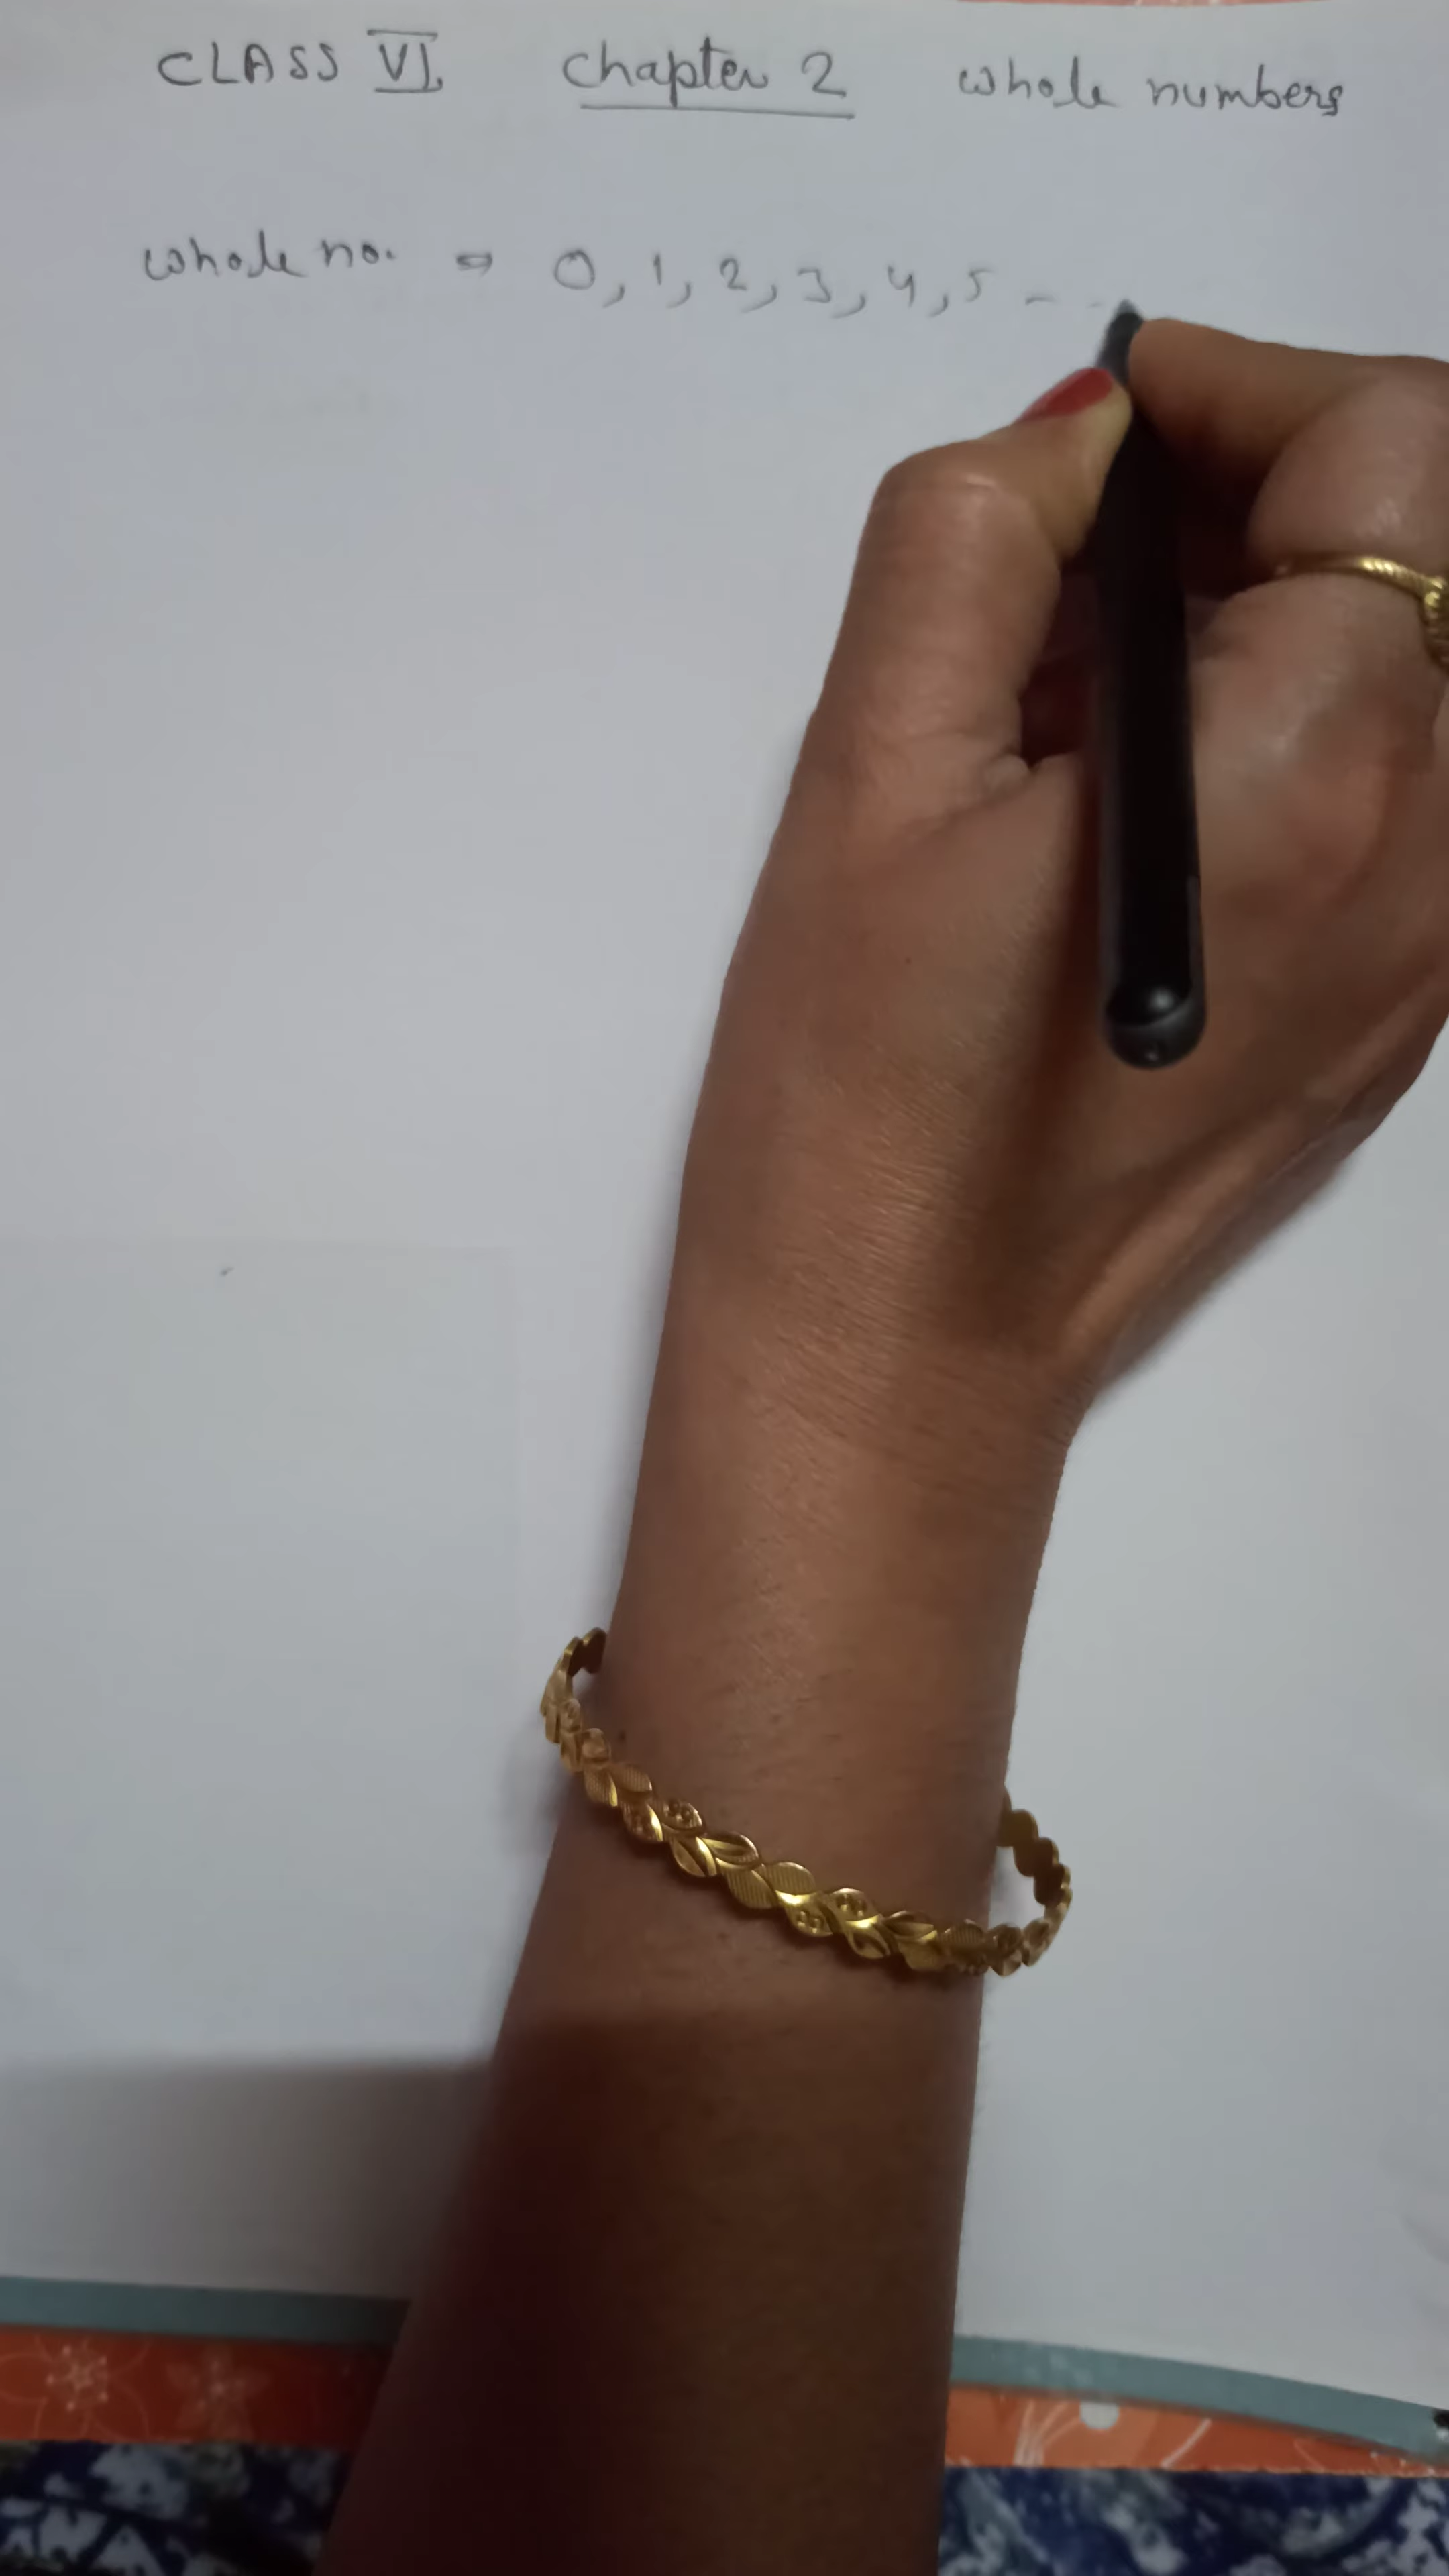 CLASS VI Chapter 2 whole numbers
whole no. ⇒ 0, 1, 2, 3, 4, 5 - -